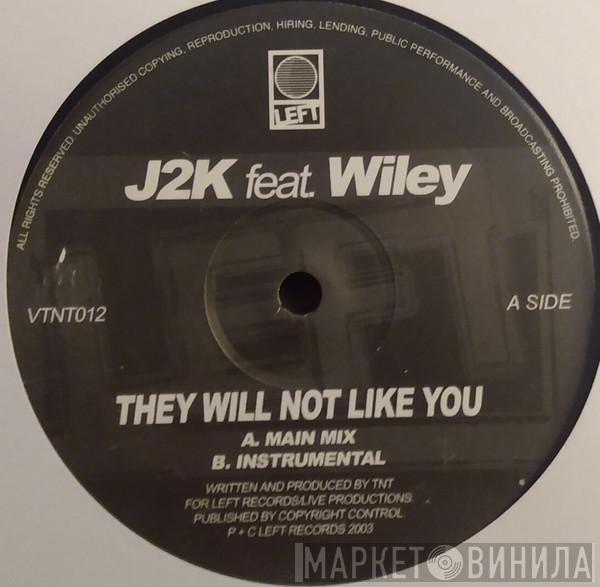 ALL RIGHTS RESERVED. UNAUTHORISED COPYING, REPRODUCTION, HIRING, LENDING, PUBLIC PERFORMANCE AND BROADCASTING PROHIBITED.
LEFT
J2K feat. Wiley
VTNT012
A SIDE
THEY WILL NOT LIKE YOU
A. MAIN MIX
B. INSTRUMENTAL
WRITTEN AND PRODUCED BY TNT
FOR LEFT RECORDS/LIVE PRODUCTIONS.
PUBLISHED BY COPYRIGHT CONTROL.
P + C LEFT RECORDS 2003
МАРКЕТ ВИНИЛА